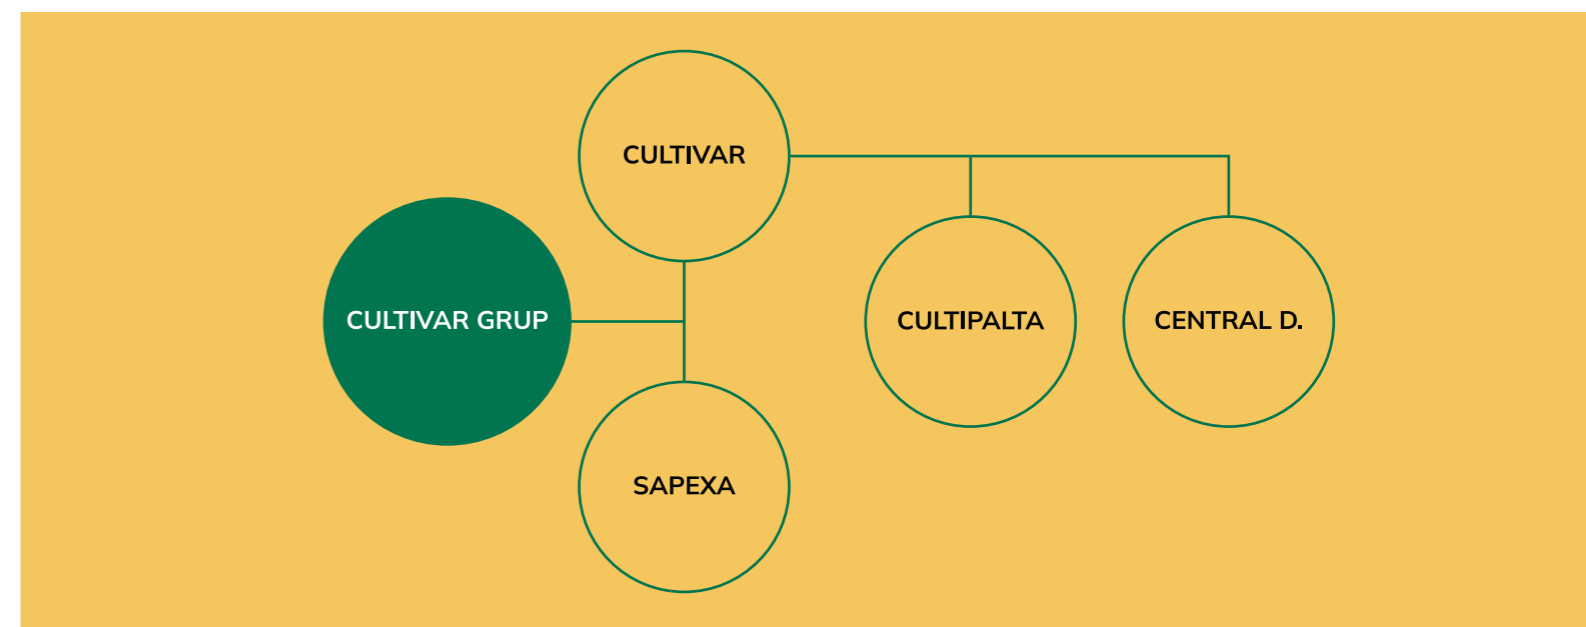 CULTIVAR
CULTIVAR GRUP
CULTIPALTA
CENTRAL D.
SAPEXA